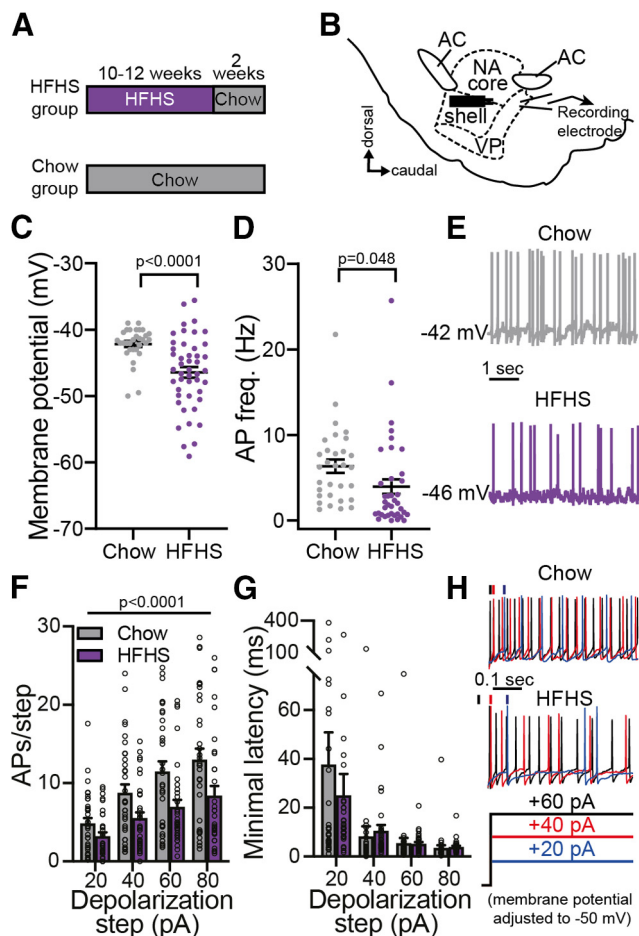 A
10-12 weeks
2
weeks
HFHS
group
HFHS
Chow
Chow
group
Chow
B
AC
AC
NA
core
shell
VP
Recording
electrode
dorsal
caudal
C
p<0.0001
Membrane potential (mV)
-30
-40
-50
-60
-70
Chow
HFHS
D
p=0.048
AP freq. (Hz)
30
20
10
0
Chow
HFHS
E
Chow
-42 mV
1 sec
HFHS
-46 mV
F
p<0.0001
Chow
HFHS
APs/step
30
20
10
0
20
40
60
80
Depolarization
step (pA)
G
Minimal latency (ms)
400
100
60
40
20
0
20
40
60
80
Depolarization
step (pA)
H
Chow
0.1 sec
HFHS
+60 pA
+40 pA
+20 pA
(membrane potential
adjusted to -50 mV)